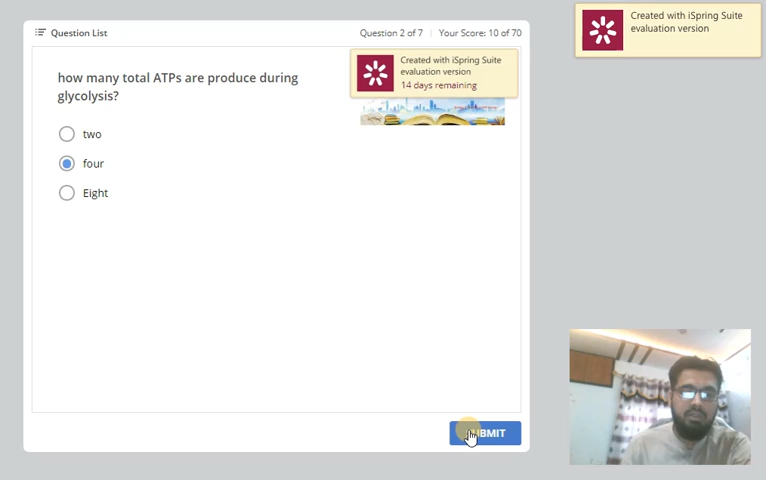 Created with iSpring Suite
evaluation version
Question List
Question 2 of 7
Your Score: 10 of 70
Created with iSpring Suite
evaluation version
14 days remaining
how many total ATPs are produce during
glycolysis?
two
four
Eight